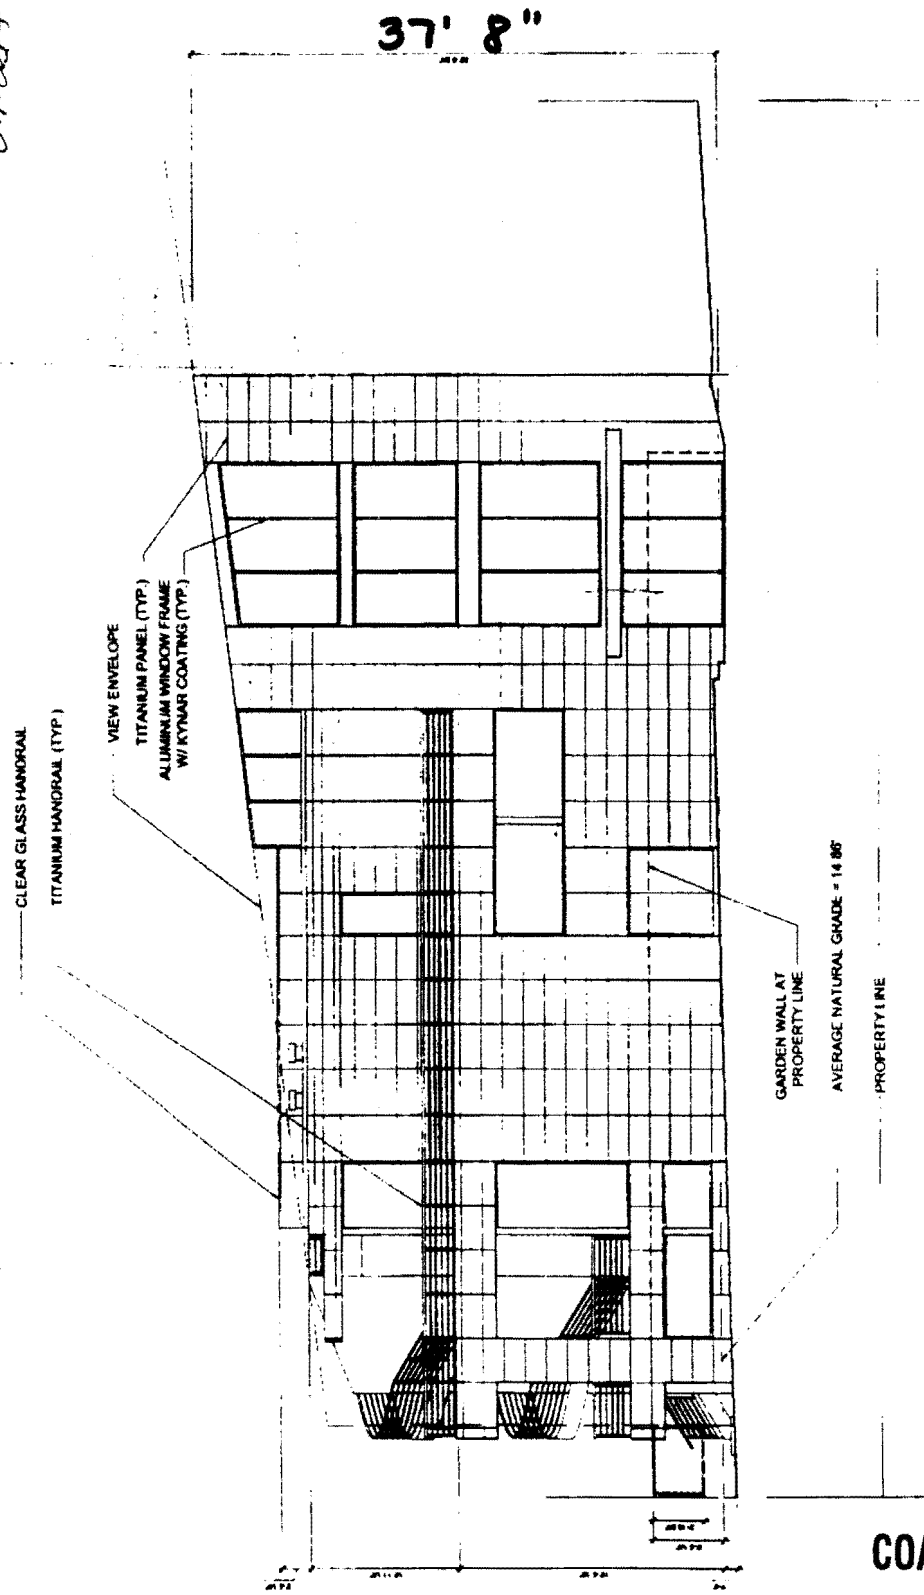 37' 8"
CLEAR GLASS HANDRAIL
TITANIUM HANDRAIL (TYP.)
VIEW ENVELOPE
TITANIUM PANEL (TYP.)
ALUMINUM WINDOW FRAME
W/ KYNAR COATING (TYP.)
GARDEN WALL AT
PROPERTY LINE
AVERAGE NATURAL GRADE = 14.86'
PROPERTY LINE
COA